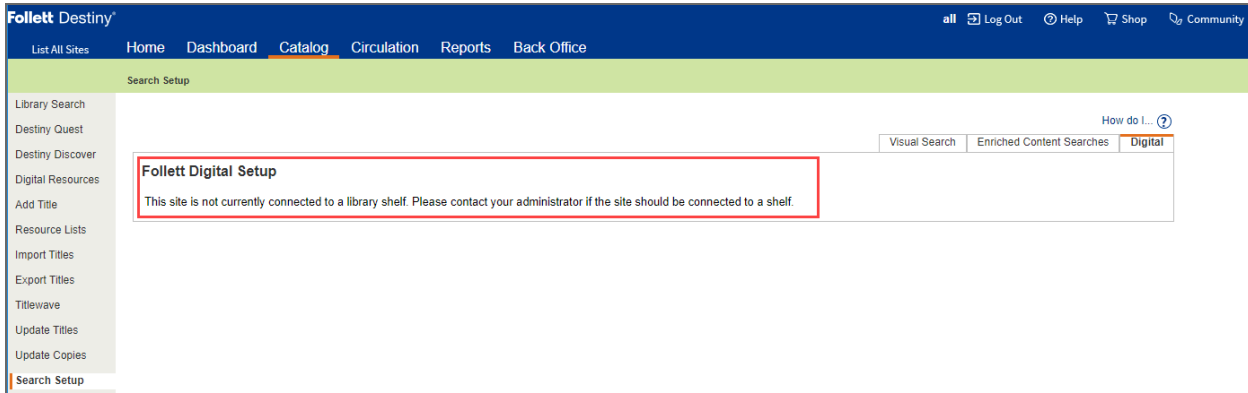 Follett Destiny®
all Log Out Help Shop Community
List All Sites Home Dashboard Catalog Circulation Reports Back Office
Search Setup
Library Search
Destiny Quest
Destiny Discover
Digital Resources
Add Title
Resource Lists
Import Titles
Export Titles
Titlewave
Update Titles
Update Copies
Search Setup
How do I... ?
Visual Search Enriched Content Searches Digital
Follett Digital Setup
This site is not currently connected to a library shelf. Please contact your administrator if the site should be connected to a shelf.